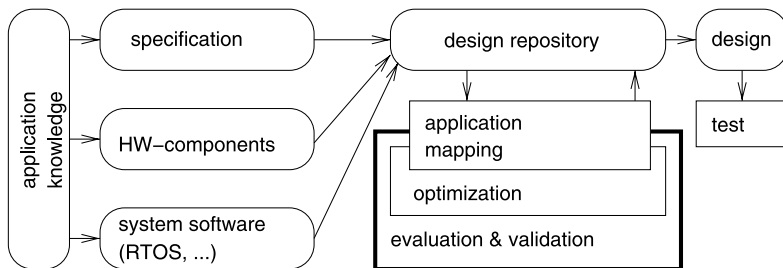 application
knowledge
specification
HW−components
system software
(RTOS, ...)
design repository
application
mapping
optimization
evaluation & validation
design
test